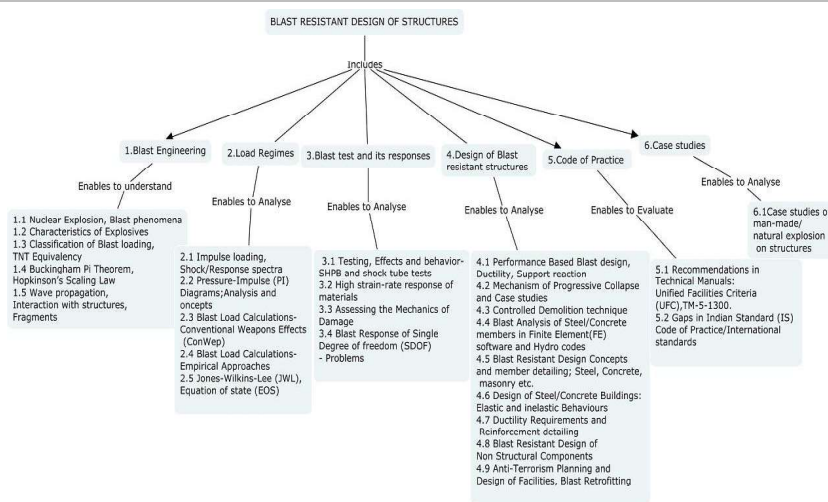 BLAST RESISTANT DESIGN OF STRUCTURES
Includes
1.Blast Engineering
2.Load Regimes
3.Blast test and its responses
4.Design of Blast
resistant structures
5.Code of Practice
6.Case studies
Enables to understand
Enables to Analyse
Enables to Analyse
Enables to Analyse
Enables to Evaluate
Enables to Analyse
1.1 Nuclear Explosion, Blast phenomena
1.2 Characteristics of Explosives
1.3 Classification of Blast loading,
TNT Equivalency
1.4 Buckingham Pi Theorem,
Hopkinson's Scaling Law
1.5 Wave propagation,
Interaction with structures,
Fragments
2.1 Impulse loading,
Shock/Response spectra
2.2 Pressure-Impulse (PI)
Diagrams;Analysis and
oncepts
2.3 Blast Load Calculations-
Conventional Weapons Effects
(ConWep)
2.4 Blast Load Calculations-
Empirical Approaches
2.5 Jones-Wilkins-Lee (JWL),
Equation of state (EOS)
3.1 Testing, Effects and behavior-
SHPB and shock tube tests
3.2 High strain-rate response of
materials
3.3 Assessing the Mechanics of
Damage
3.4 Blast Response of Single
Degree of freedom (SDOF)
- Problems
4.1 Performance Based Blast design,
Ductility, Support reaction
4.2 Mechanism of Progressive Collapse
and Case studies
4.3 Controlled Demolition technique
4.4 Blast Analysis of Steel/Concrete
members in Finite Element(FE)
software and Hydro codes
4.5 Blast Resistant Design Concepts
and member detailing; Steel, Concrete,
masonry etc.
4.6 Design of Steel/Concrete Buildings:
Elastic and inelastic Behaviours
4.7 Ductility Requirements and
Reinforcement detailing
4.8 Blast Resistant Design of
Non Structural Components
4.9 Anti-Terrorism Planning and
Design of Facilities, Blast Retrofitting
5.1 Recommendations in
Technical Manuals:
Unified Facilities Criteria
(UFC),TM-5-1300.
5.2 Gaps in Indian Standard (IS)
Code of Practice/International
standards
6.1Case studies o
man-made/
natural explosion
on structures